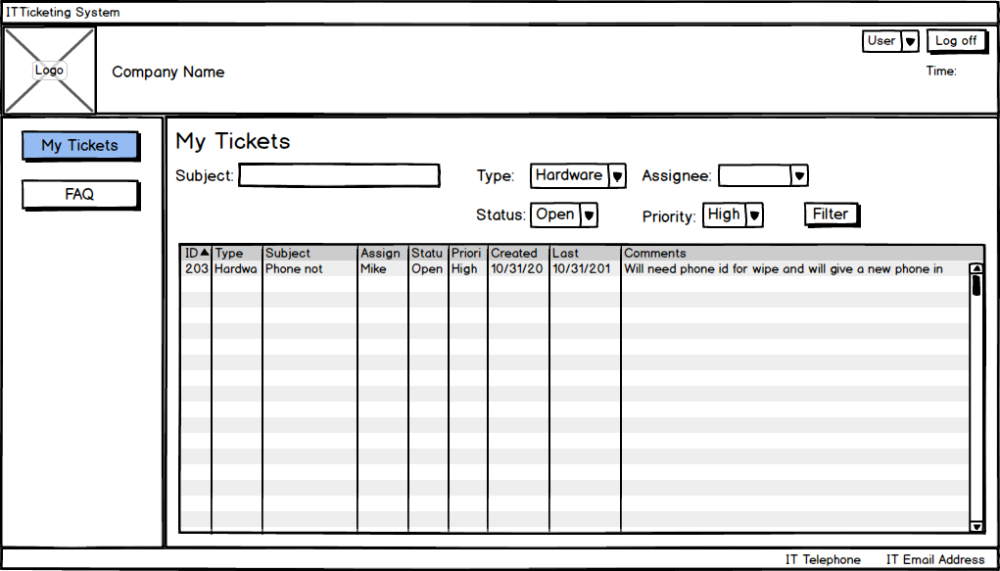 IT Ticketing System
User
Log off
Logo
Company Name
Time:
My Tickets
FAQ
My Tickets
Subject:
Type: Hardware
Assignee:
Status: Open
Priority: High
Filter
ID Type Subject Assign Statu Priori Created Last Comments
203 Hardwa Phone not Mike Open High 10/31/20 10/31/201 Will need phone id for wipe and will give a new phone in
IT Telephone IT Email Address